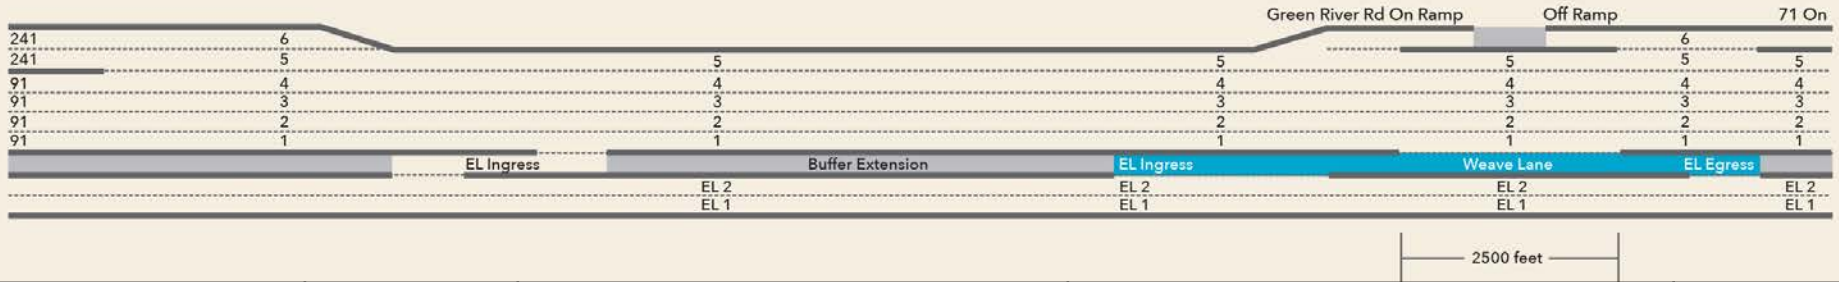 Green River Rd On Ramp Off Ramp 71 On
241 6 6
241 5 5 5 5 5 5
91 4 4 4 4 4 4
91 3 3 3 3 3 3
91 2 2 2 2 2 2
91 1 1 1 1 1 1
EL Ingress Buffer Extension EL Ingress Weave Lane EL Egress
EL 2 EL 2 EL 2 EL 2
EL 1 EL 1 EL 1 EL 1
2500 feet